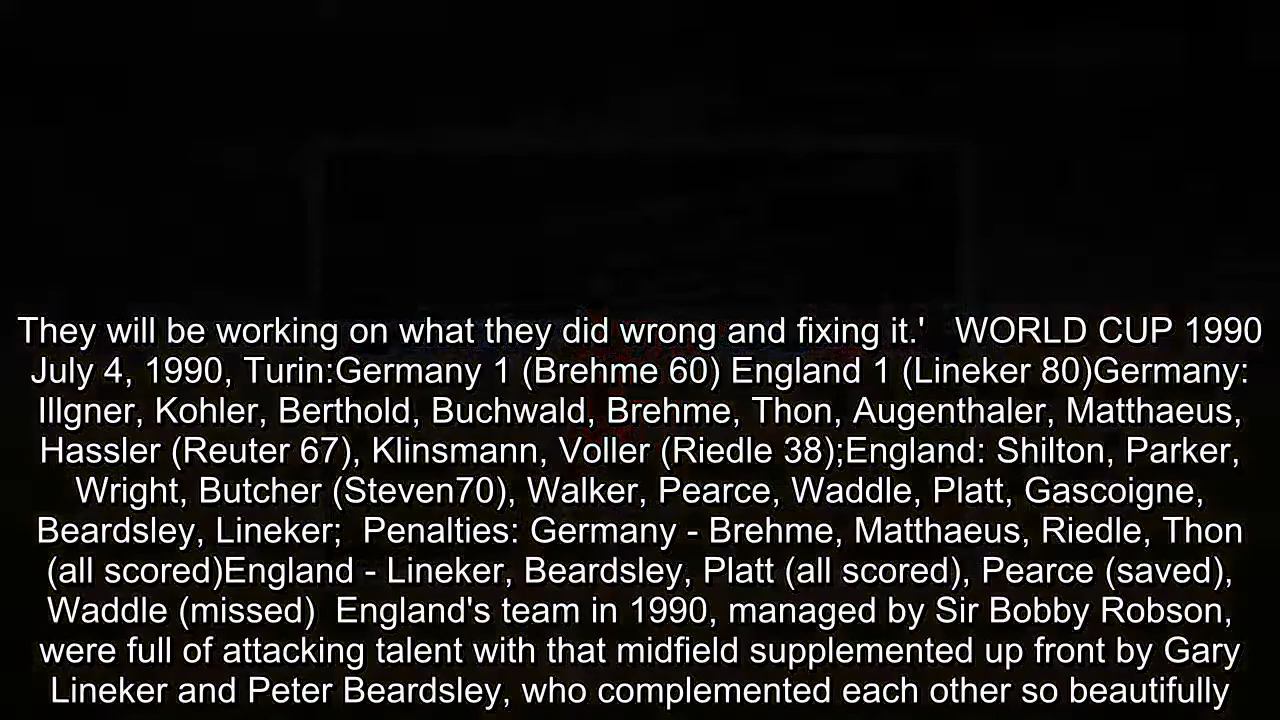 They will be working on what they did wrong and fixing it.'   WORLD CUP 1990
July 4, 1990, Turin:Germany 1 (Brehme 60) England 1 (Lineker 80)Germany:
Illgner, Kohler, Berthold, Buchwald, Brehme, Thon, Augenthaler, Matthaeus,
Hassler (Reuter 67), Klinsmann, Voller (Riedle 38);England: Shilton, Parker,
Wright, Butcher (Steven70), Walker, Pearce, Waddle, Platt, Gascoigne,
Beardsley, Lineker;  Penalties: Germany - Brehme, Matthaeus, Riedle, Thon
(all scored)England - Lineker, Beardsley, Platt (all scored), Pearce (saved),
Waddle (missed)  England's team in 1990, managed by Sir Bobby Robson,
were full of attacking talent with that midfield supplemented up front by Gary
Lineker and Peter Beardsley, who complemented each other so beautifully